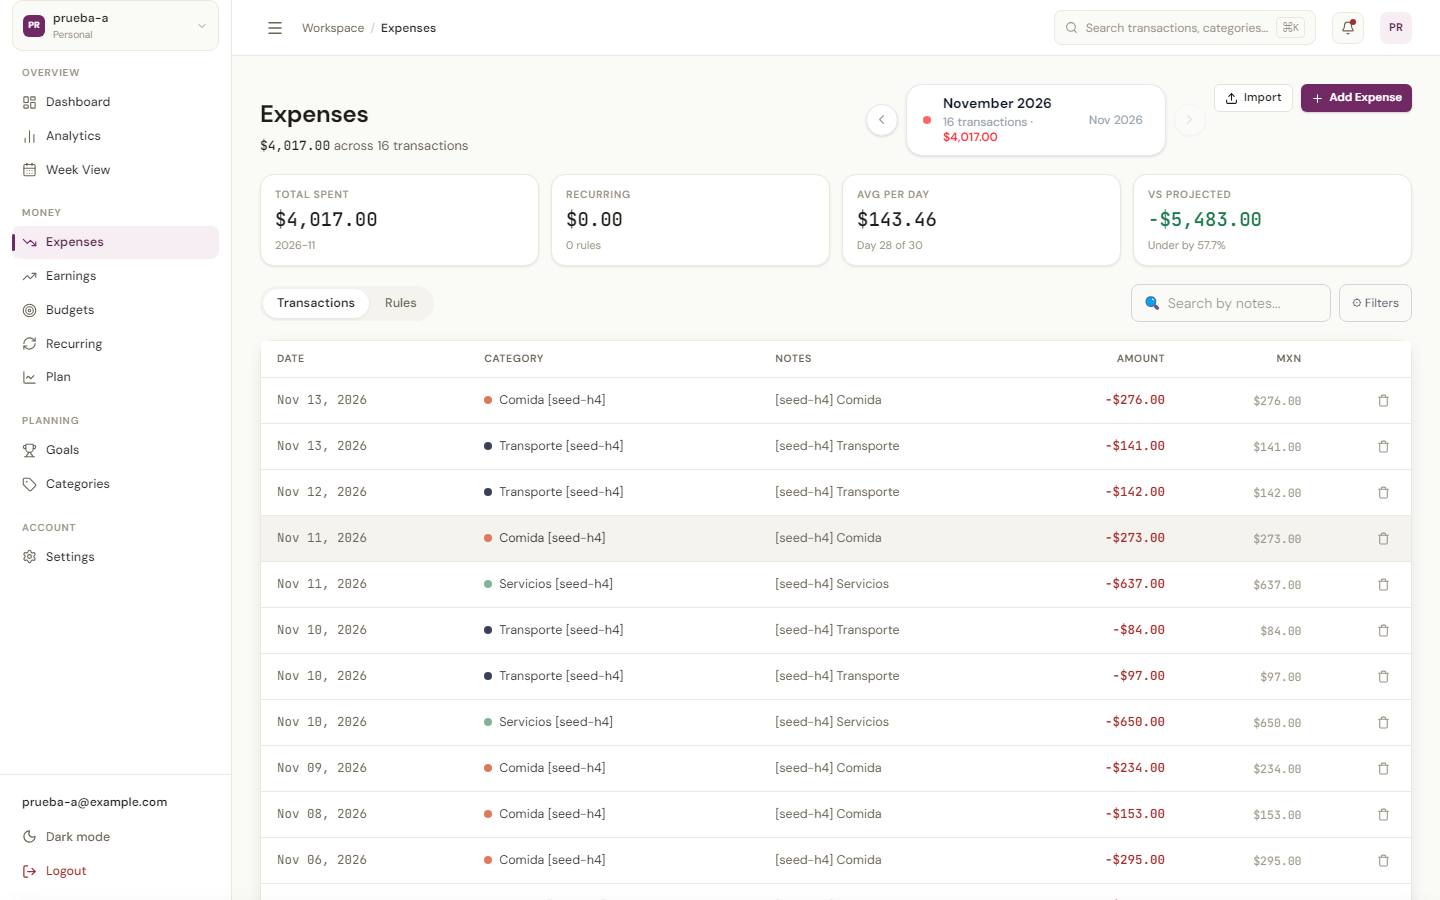 PR
prueba-a
Personal
OVERVIEW
Dashboard
Analytics
Week View
MONEY
Expenses
Earnings
Budgets
Recurring
Plan
PLANNING
Goals
Categories
ACCOUNT
Settings
prueba-a@example.com
Dark mode
Logout
Workspace / Expenses
Search transactions, categories... ⌘K
PR
Expenses
$4,017.00 across 16 transactions
November 2026
16 transactions ·
$4,017.00
Nov 2026
Import
+ Add Expense
TOTAL SPENT
$4,017.00
2026-11
RECURRING
$0.00
0 rules
AVG PER DAY
$143.46
Day 28 of 30
VS PROJECTED
-$5,483.00
Under by 57.7%
Transactions Rules
Search by notes...
Filters
DATE CATEGORY NOTES AMOUNT MXN
Nov 13, 2026 Comida [seed-h4] [seed-h4] Comida -$276.00 $276.00
Nov 13, 2026 Transporte [seed-h4] [seed-h4] Transporte -$141.00 $141.00
Nov 12, 2026 Transporte [seed-h4] [seed-h4] Transporte -$142.00 $142.00
Nov 11, 2026 Comida [seed-h4] [seed-h4] Comida -$273.00 $273.00
Nov 11, 2026 Servicios [seed-h4] [seed-h4] Servicios -$637.00 $637.00
Nov 10, 2026 Transporte [seed-h4] [seed-h4] Transporte -$84.00 $84.00
Nov 10, 2026 Transporte [seed-h4] [seed-h4] Transporte -$97.00 $97.00
Nov 10, 2026 Servicios [seed-h4] [seed-h4] Servicios -$650.00 $650.00
Nov 09, 2026 Comida [seed-h4] [seed-h4] Comida -$234.00 $234.00
Nov 08, 2026 Comida [seed-h4] [seed-h4] Comida -$153.00 $153.00
Nov 06, 2026 Comida [seed-h4] [seed-h4] Comida -$295.00 $295.00